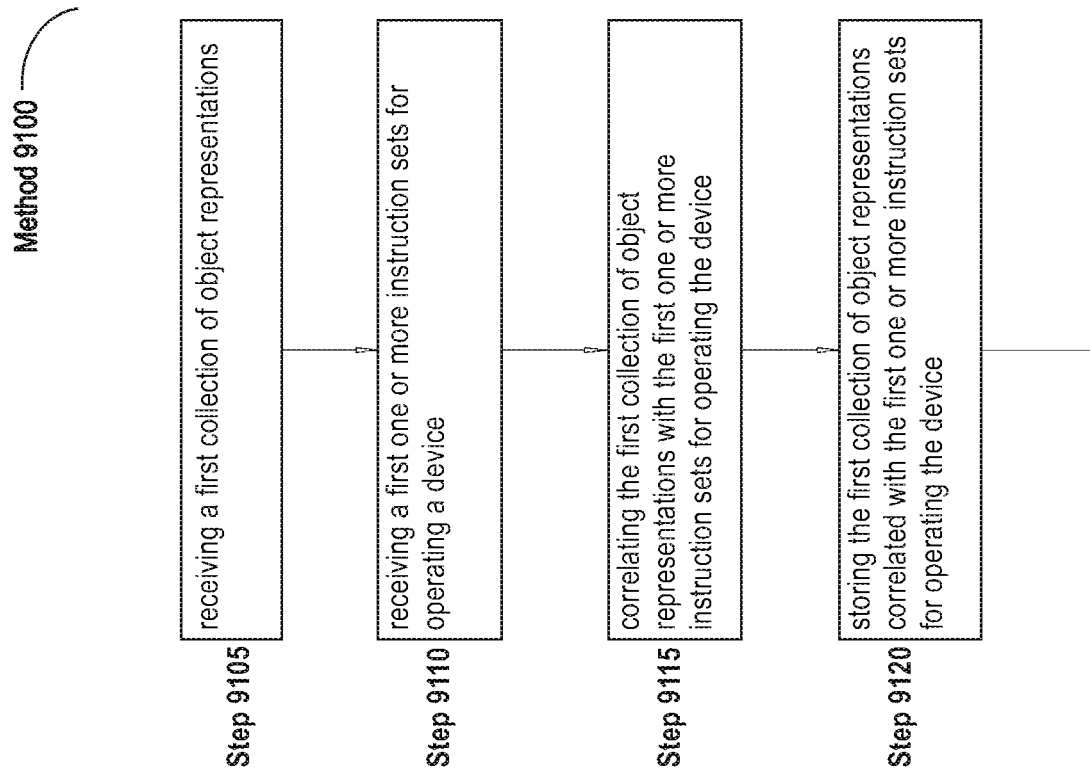 Method 9100
Step 9105
receiving a first collection of object representations
Step 9110
receiving a first one or more instruction sets for
operating a device
Step 9115
correlating the first collection of object
representations with the first one or more
instruction sets for operating the device
Step 9120
storing the first collection of object representations
correlated with the first one or more instruction sets
for operating the device